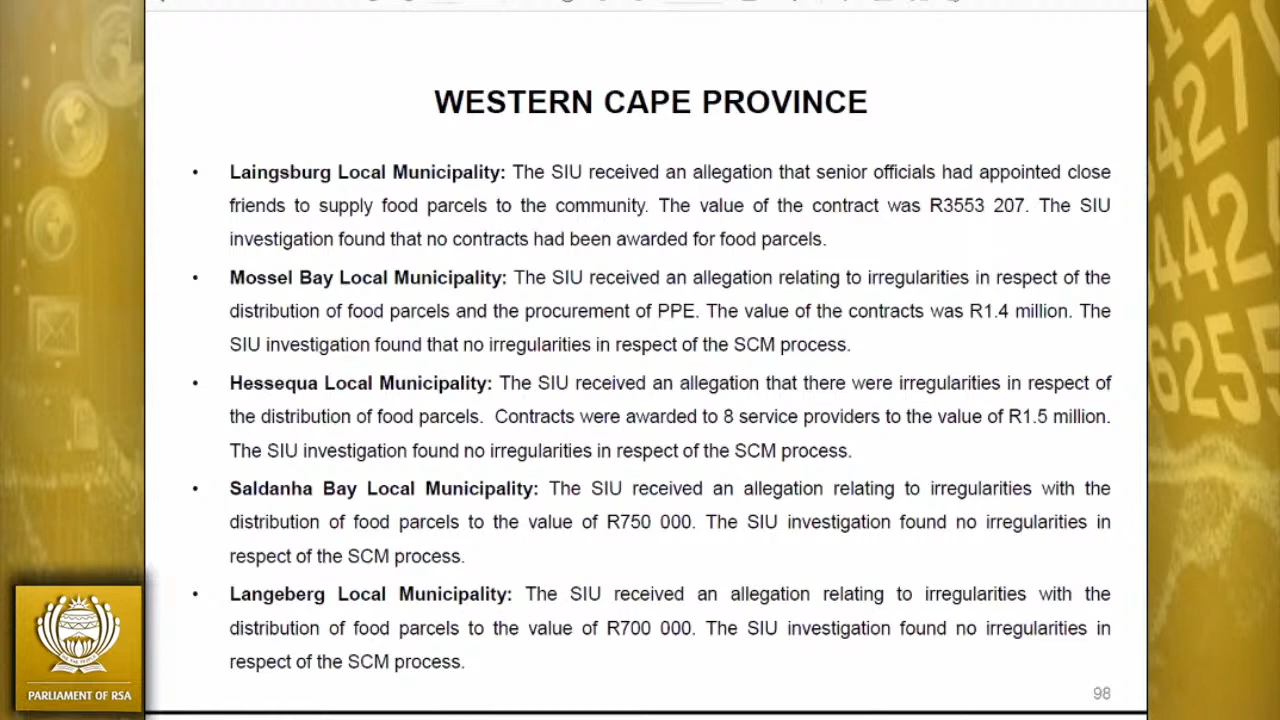 WESTERN CAPE PROVINCE
• Laingsburg Local Municipality: The SIU received an allegation that senior officials had appointed close
friends to supply food parcels to the community. The value of the contract was R3553 207. The SIU
investigation found that no contracts had been awarded for food parcels.
• Mossel Bay Local Municipality: The SIU received an allegation relating to irregularities in respect of the
distribution of food parcels and the procurement of PPE. The value of the contracts was R1.4 million. The
SIU investigation found that no irregularities in respect of the SCM process.
• Hessequa Local Municipality: The SIU received an allegation that there were irregularities in respect of
the distribution of food parcels. Contracts were awarded to 8 service providers to the value of R1.5 million.
The SIU investigation found no irregularities in respect of the SCM process.
• Saldanha Bay Local Municipality: The SIU received an allegation relating to irregularities with the
distribution of food parcels to the value of R750 000. The SIU investigation found no irregularities in
respect of the SCM process.
• Langeberg Local Municipality: The SIU received an allegation relating to irregularities with the
distribution of food parcels to the value of R700 000. The SIU investigation found no irregularities in
respect of the SCM process.
98
PARLIAMENT OF RSA